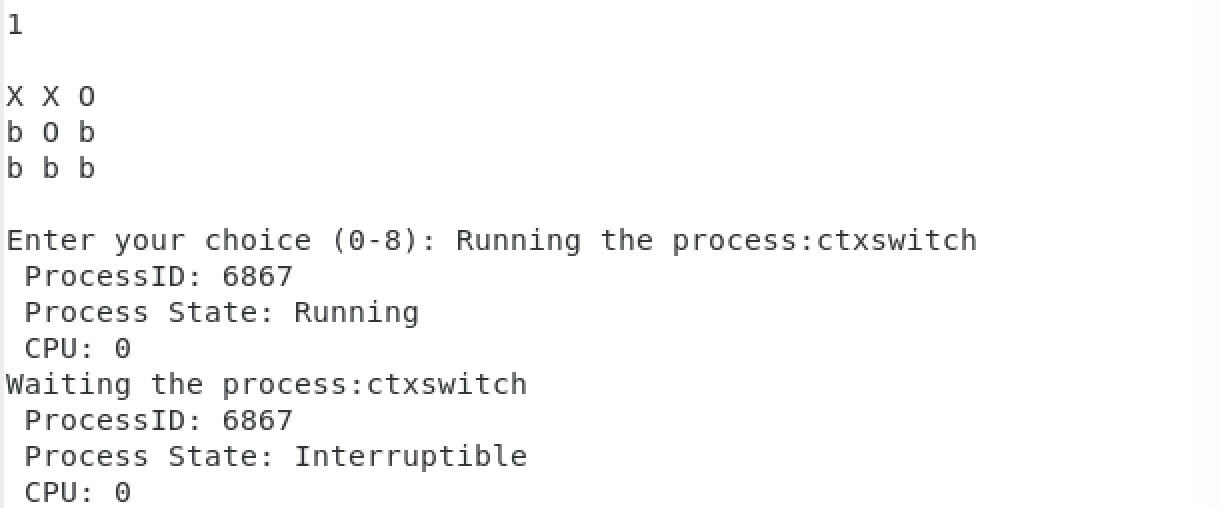 1
X X O
b O b
b b b
Enter your choice (0-8): Running the process:ctxswitch
ProcessID: 6867
Process State: Running
CPU: 0
Waiting the process:ctxswitch
ProcessID: 6867
Process State: Interruptible
CPU: 0